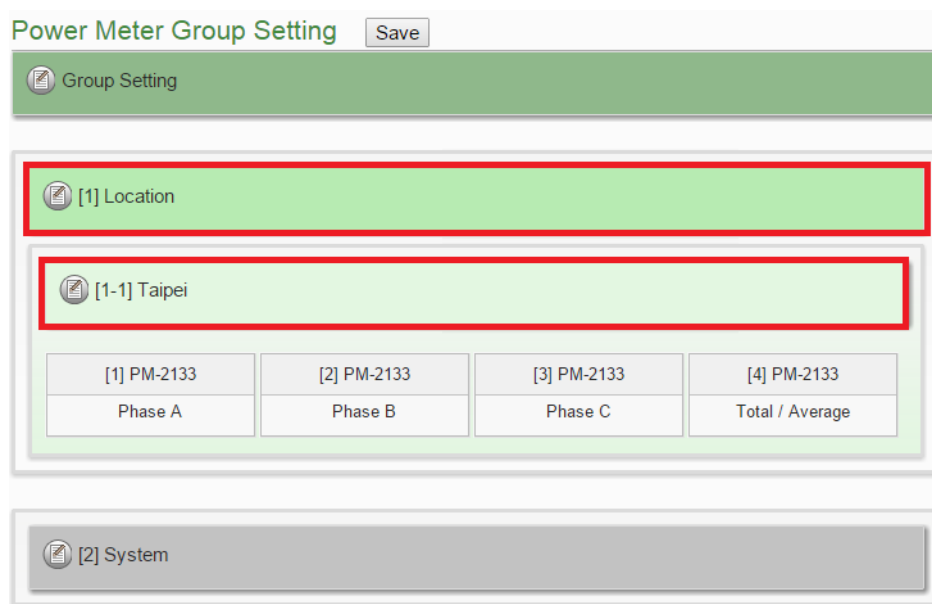 Power Meter Group Setting Save
Group Setting
[1] Location
[1-1] Taipei
[1] PM-2133 [2] PM-2133 [3] PM-2133 [4] PM-2133
Phase A Phase B Phase C Total / Average
[2] System